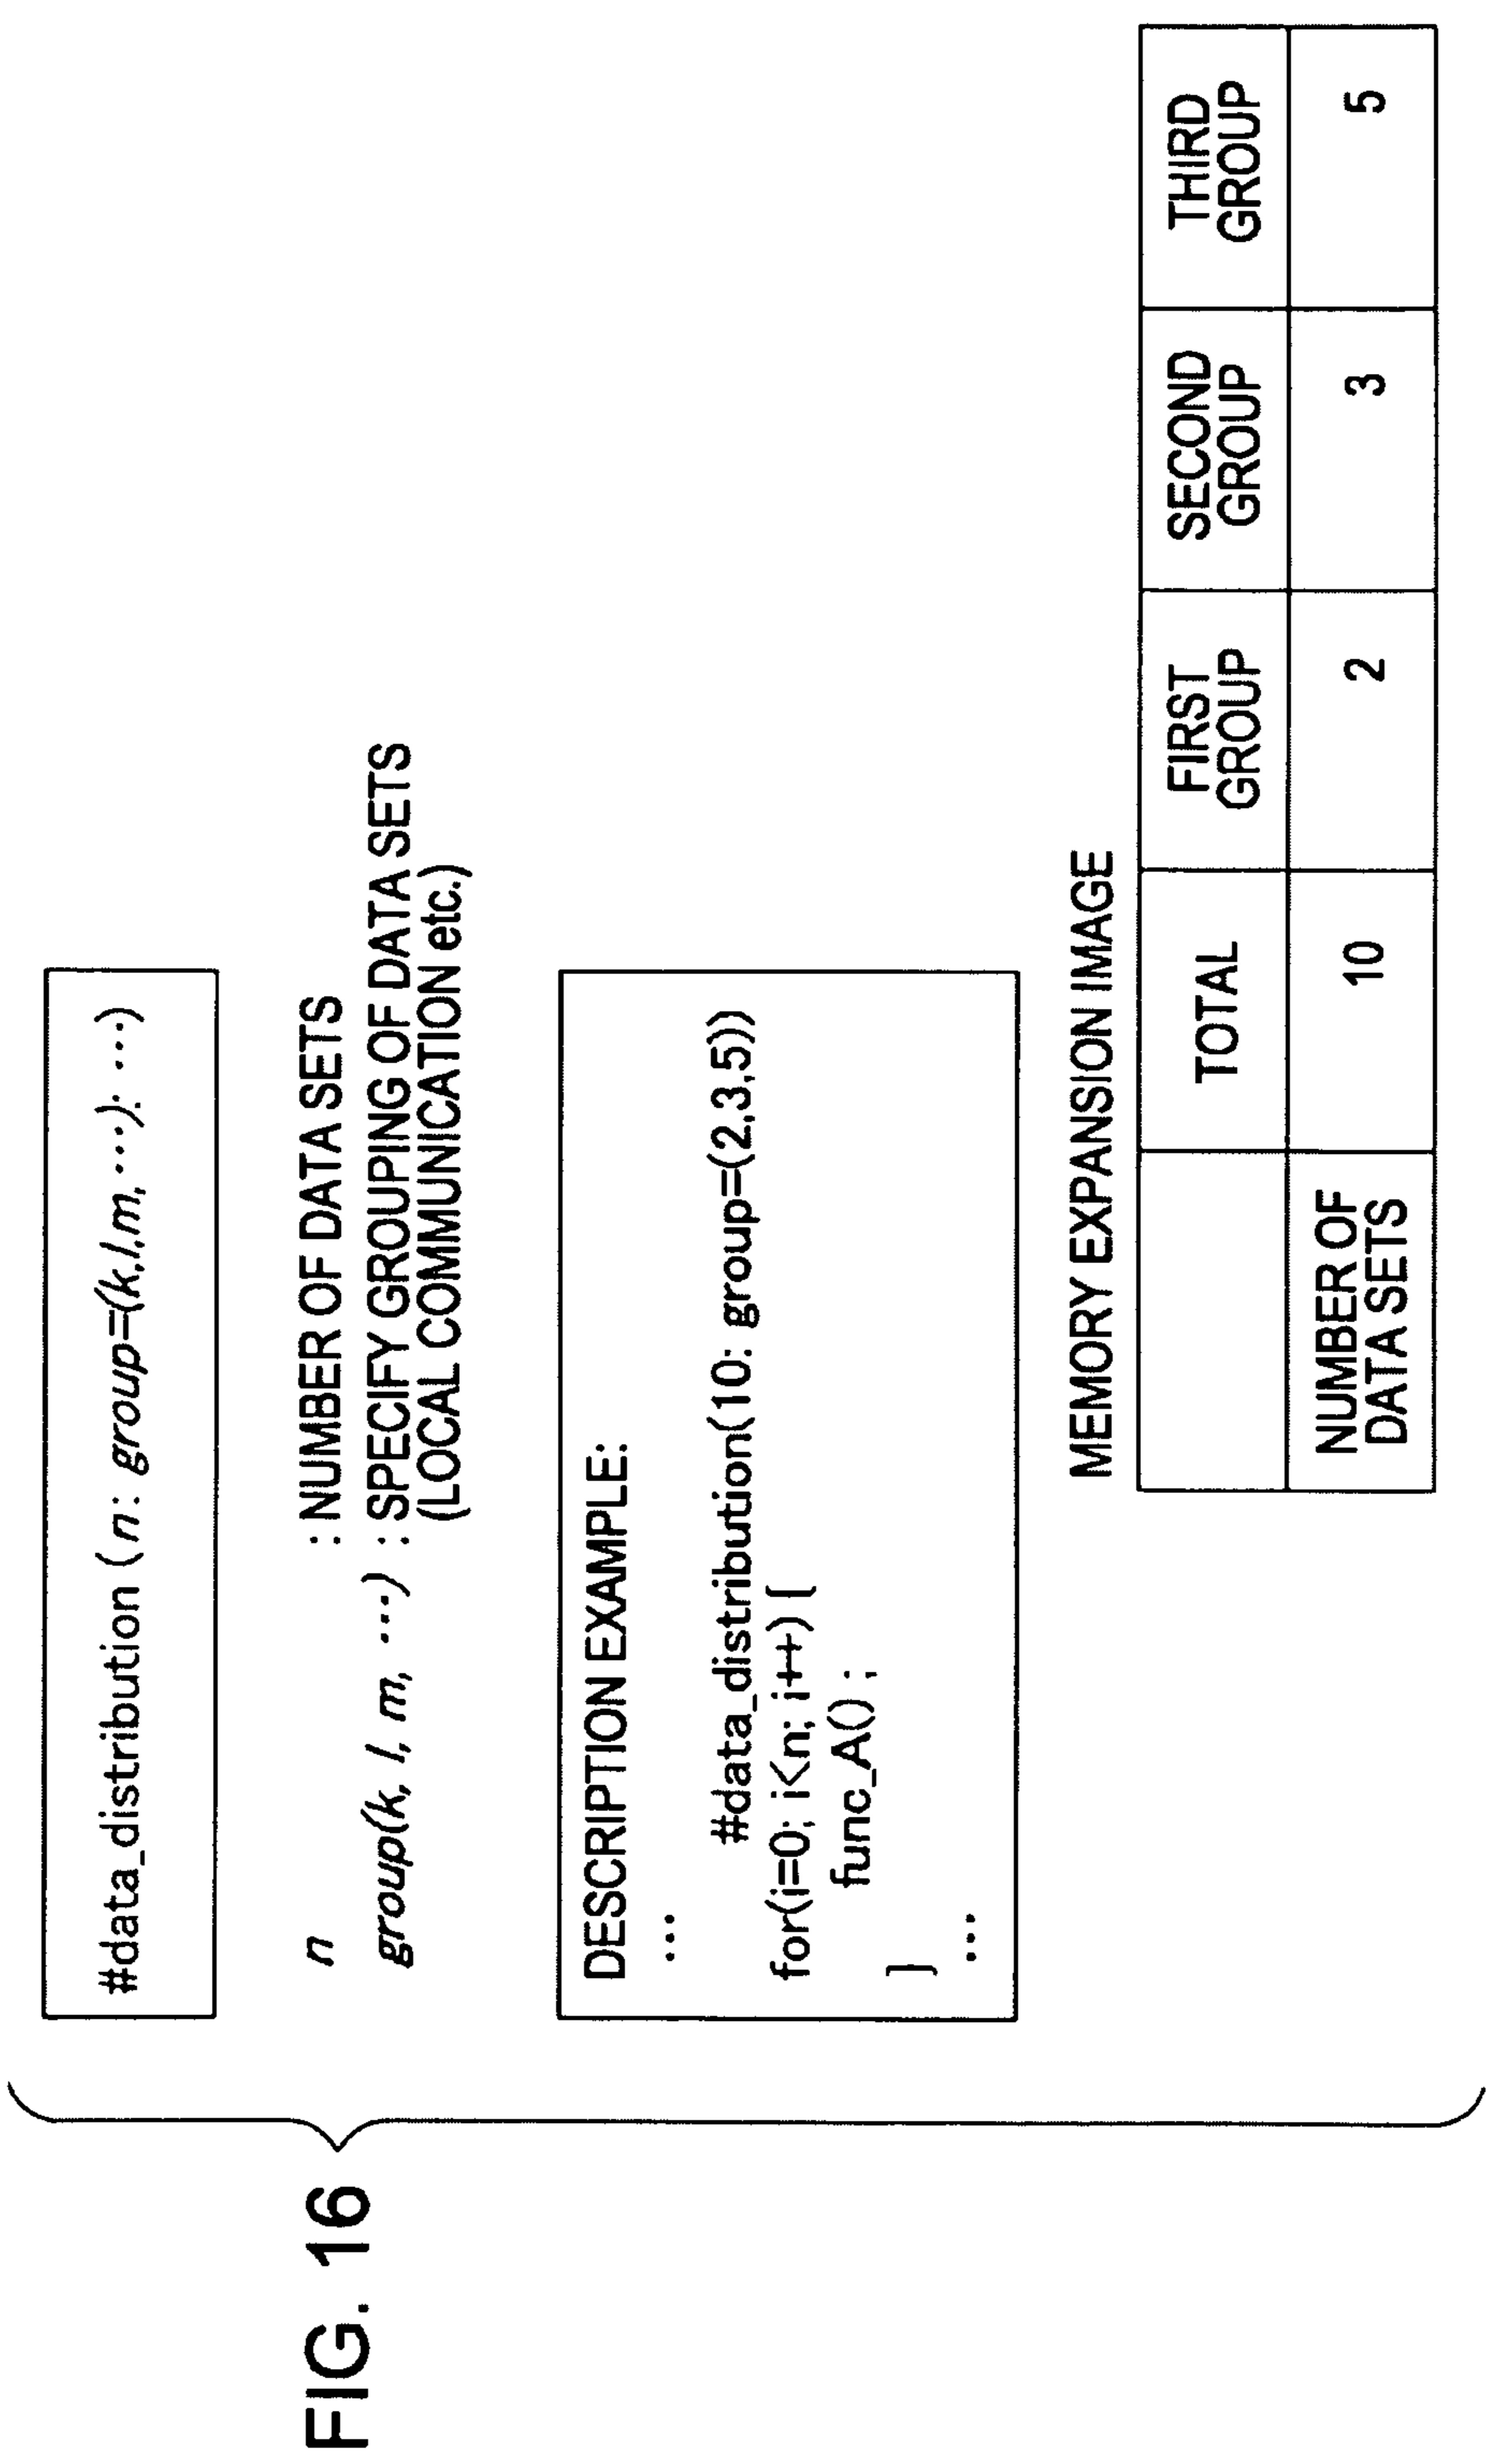 FIG. 16
#data_distribution (n: group=(k,l,m, ···): ···)
n : NUMBER OF DATA SETS
group(k, l, m, ···) : SPECIFY GROUPING OF DATA SETS
(LOCAL COMMUNICATION etc.)
DESCRIPTION EXAMPLE:
···
#data_distribution(10: group=(2,3,5))
for(i=0; i<n; i++) {
func_A() ;
}
···
MEMORY EXPANSION IMAGE
TOTAL FIRST GROUP SECOND GROUP THIRD GROUP
NUMBER OF DATA SETS 10 2 3 5